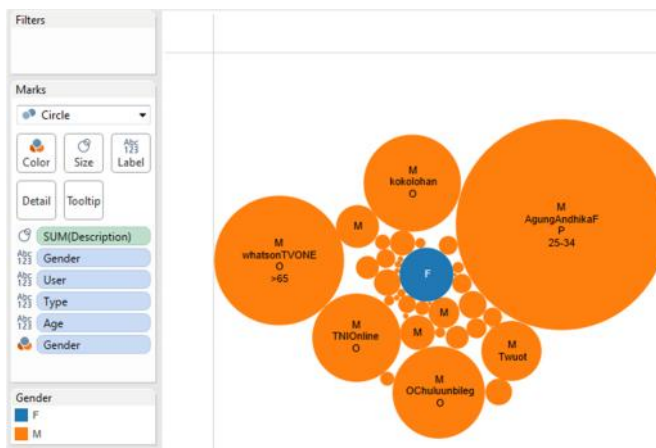 Filters
Marks
Circle
Abc
123
Color
Size
Label
Detail
Tooltip
SUM(Description)
Abc
123
Gender
Abc
123
User
Abc
123
Type
Abc
123
Age
Gender
Gender
F
M
M
kokolohan
O
M
AgungAndhikaF
P
25-34
M
M
whatsonTVONE
O
>65
F
M
TNIOnline
O
M
M
M
Twuot
M
OChuluunbileg
O